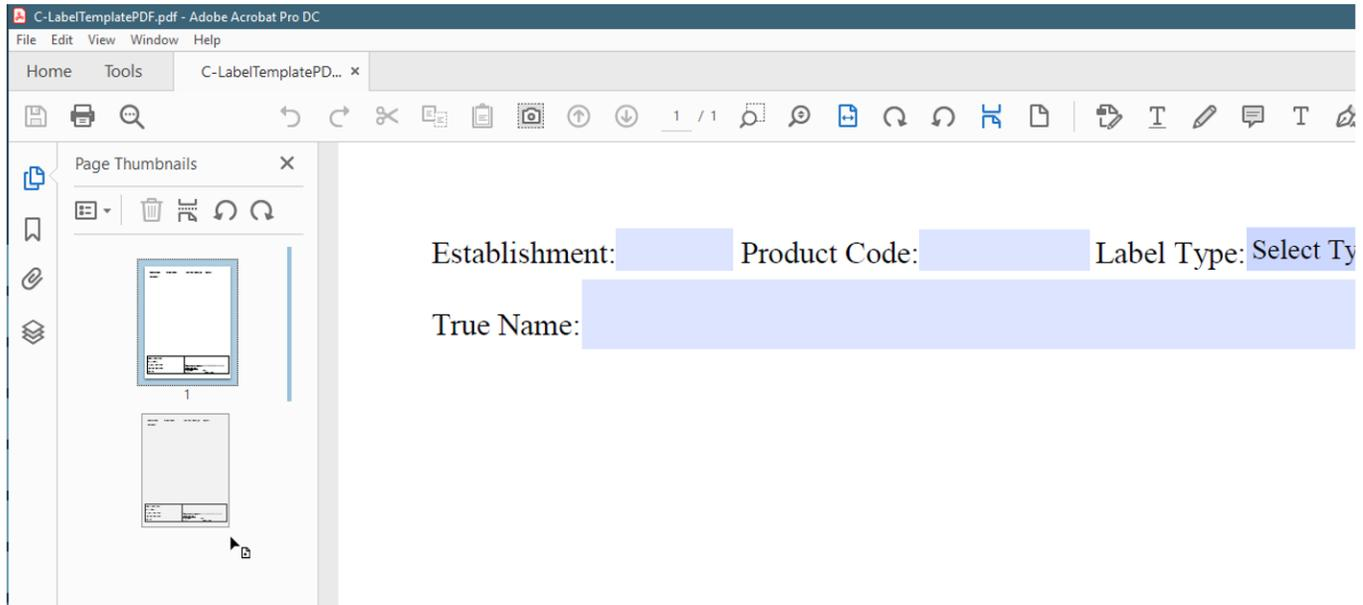 C-LabelTemplatePDF.pdf - Adobe Acrobat Pro DC
File Edit View Window Help
Home Tools C-LabelTemplatePD... ×
1 / 1
Page Thumbnails
Establishment: Product Code: Label Type: Select Ty
True Name:
1